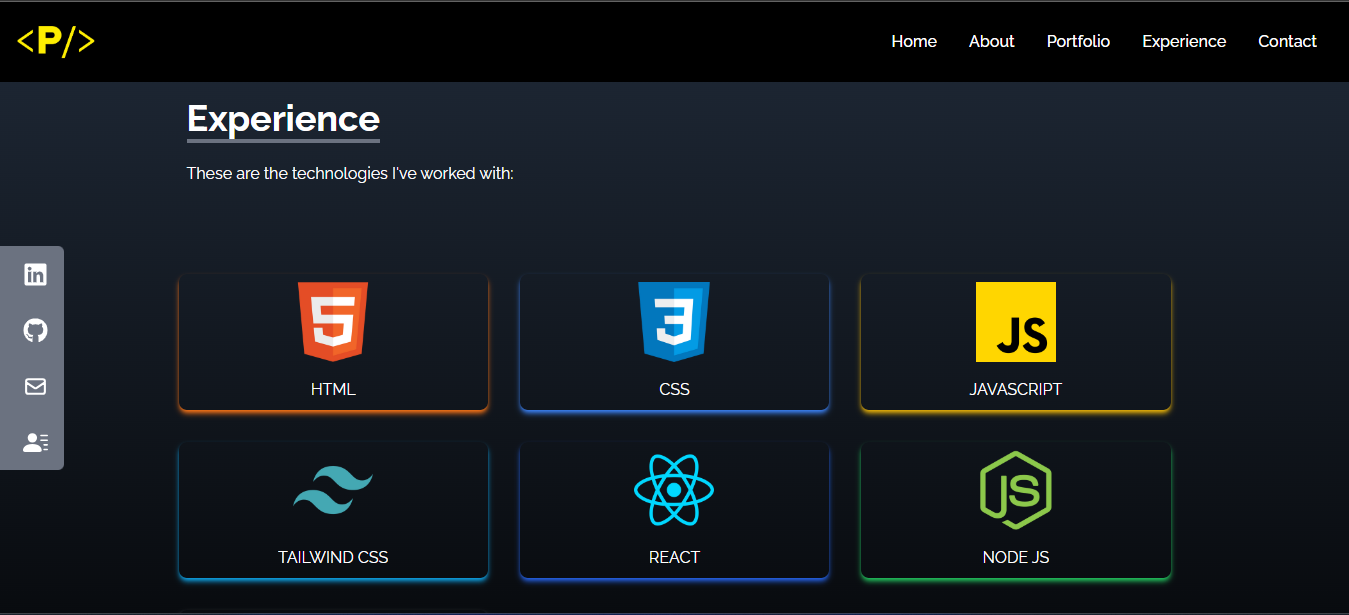 <P/>
Home About Portfolio Experience Contact
Experience
These are the technologies I've worked with:
in
5 3 JS
HTML CSS JAVASCRIPT
JS
TAILWIND CSS REACT NODE JS